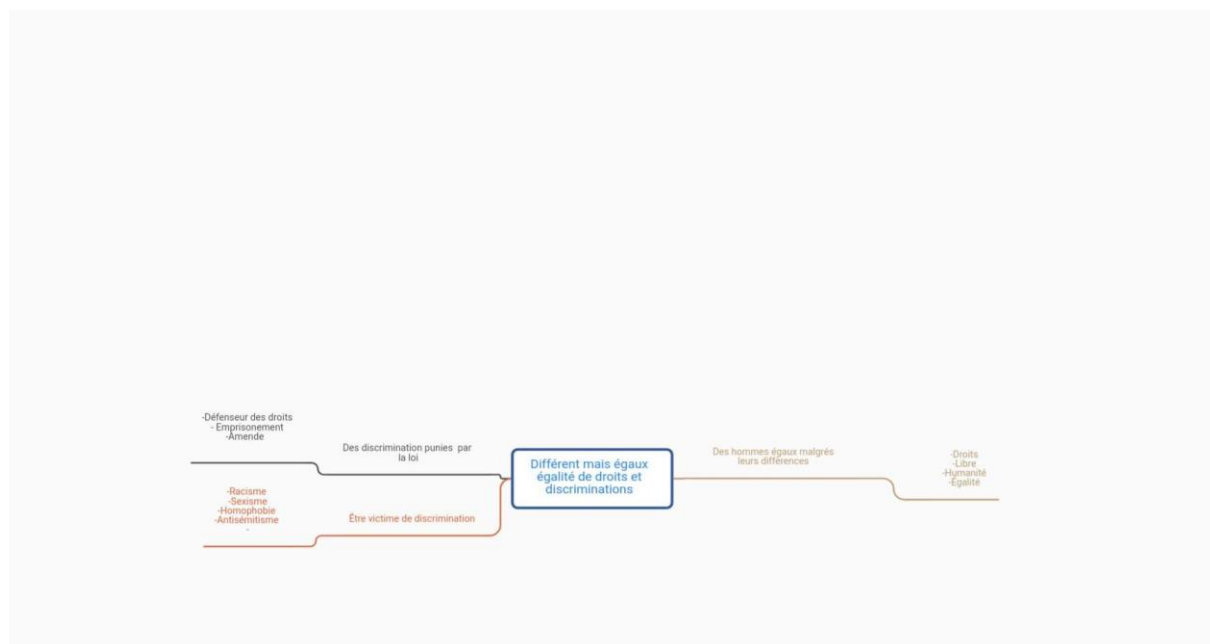 -Défenseur des droits
- Emprisonement
-Amende
Des discrimination punies par
la loi
-Racisme
-Sexisme
-Homophobie
-Antisémitisme
-
Être victime de discrimination
Différent mais égaux
égalité de droits et
discriminations
Des hommes égaux malgrés
leurs différences
-Droits
-Libre
-Humanité
-Égalité